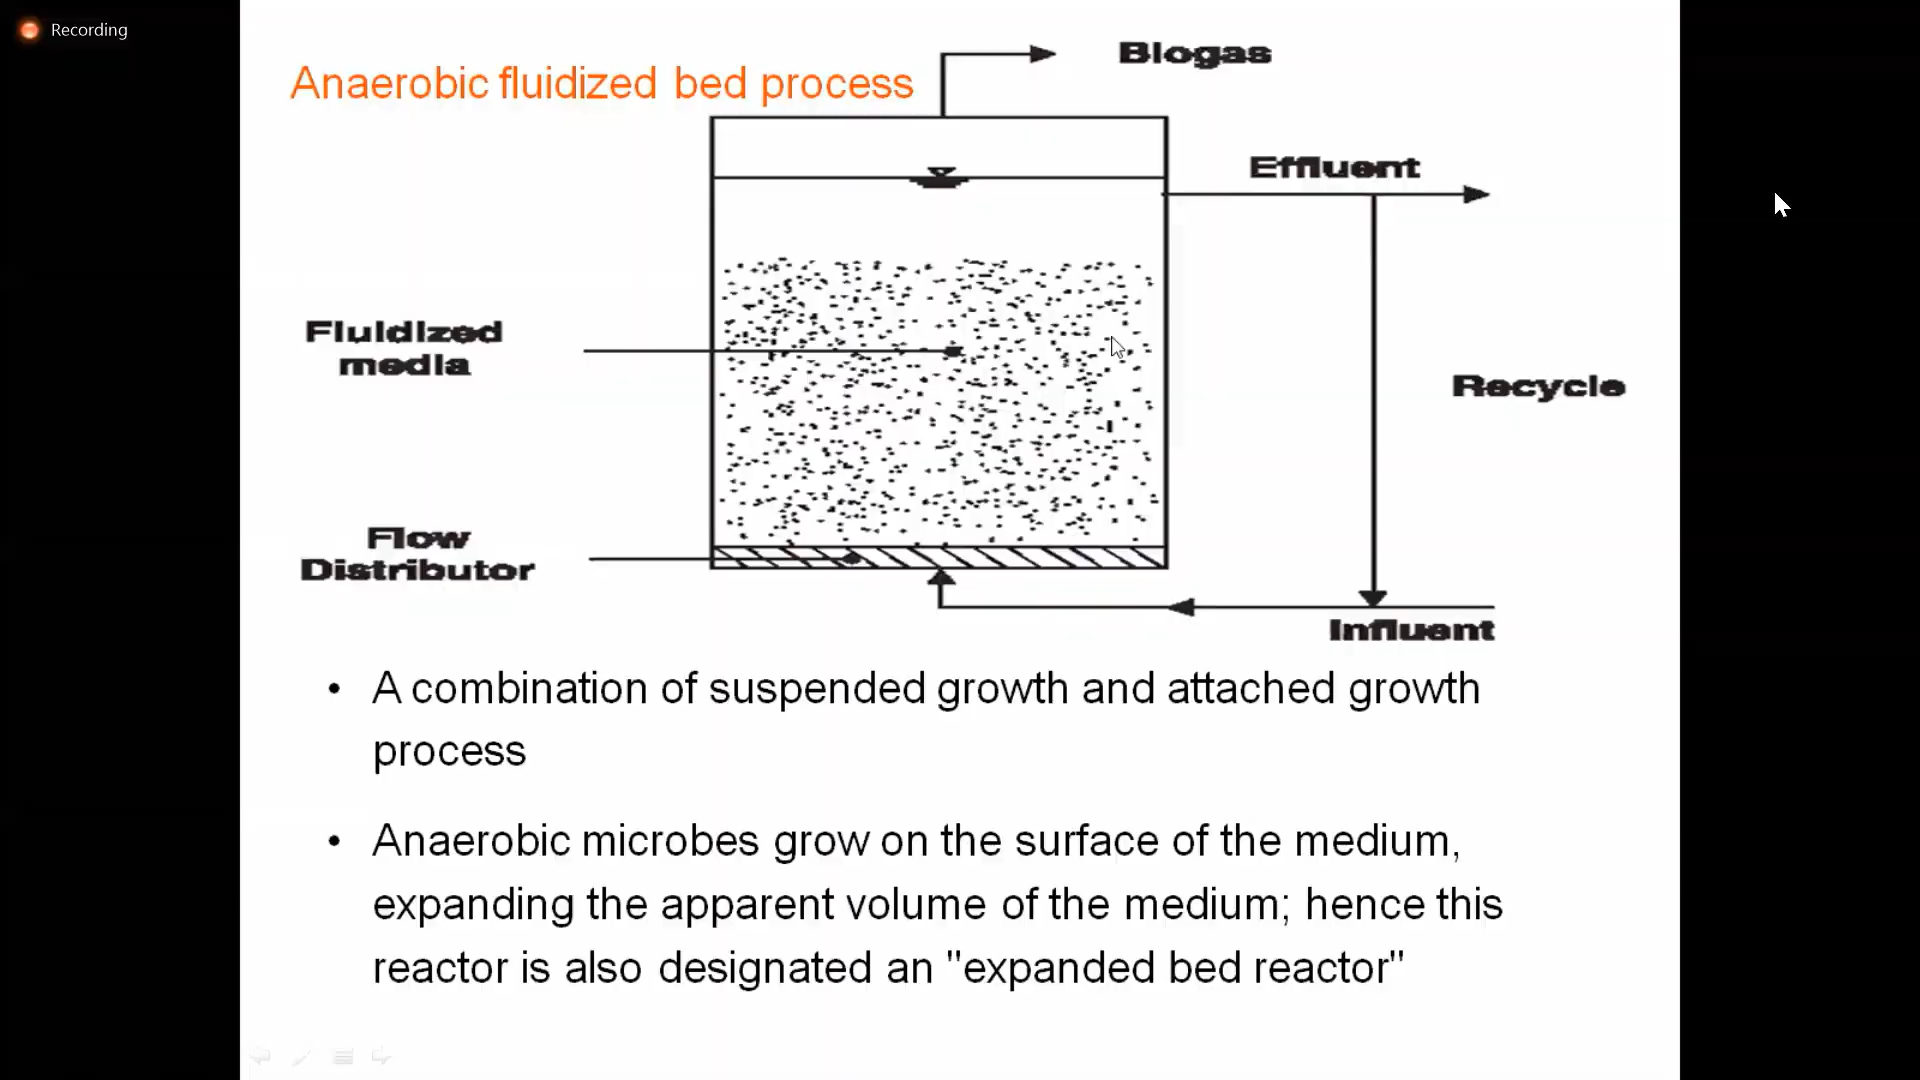 Recording
Biogas
Anaerobic fluidized bed process
Effluent
Fluidized
media
Recycle
Flow
Distributor
Influent
• A combination of suspended growth and attached growth
process
• Anaerobic microbes grow on the surface of the medium,
expanding the apparent volume of the medium; hence this
reactor is also designated an "expanded bed reactor"